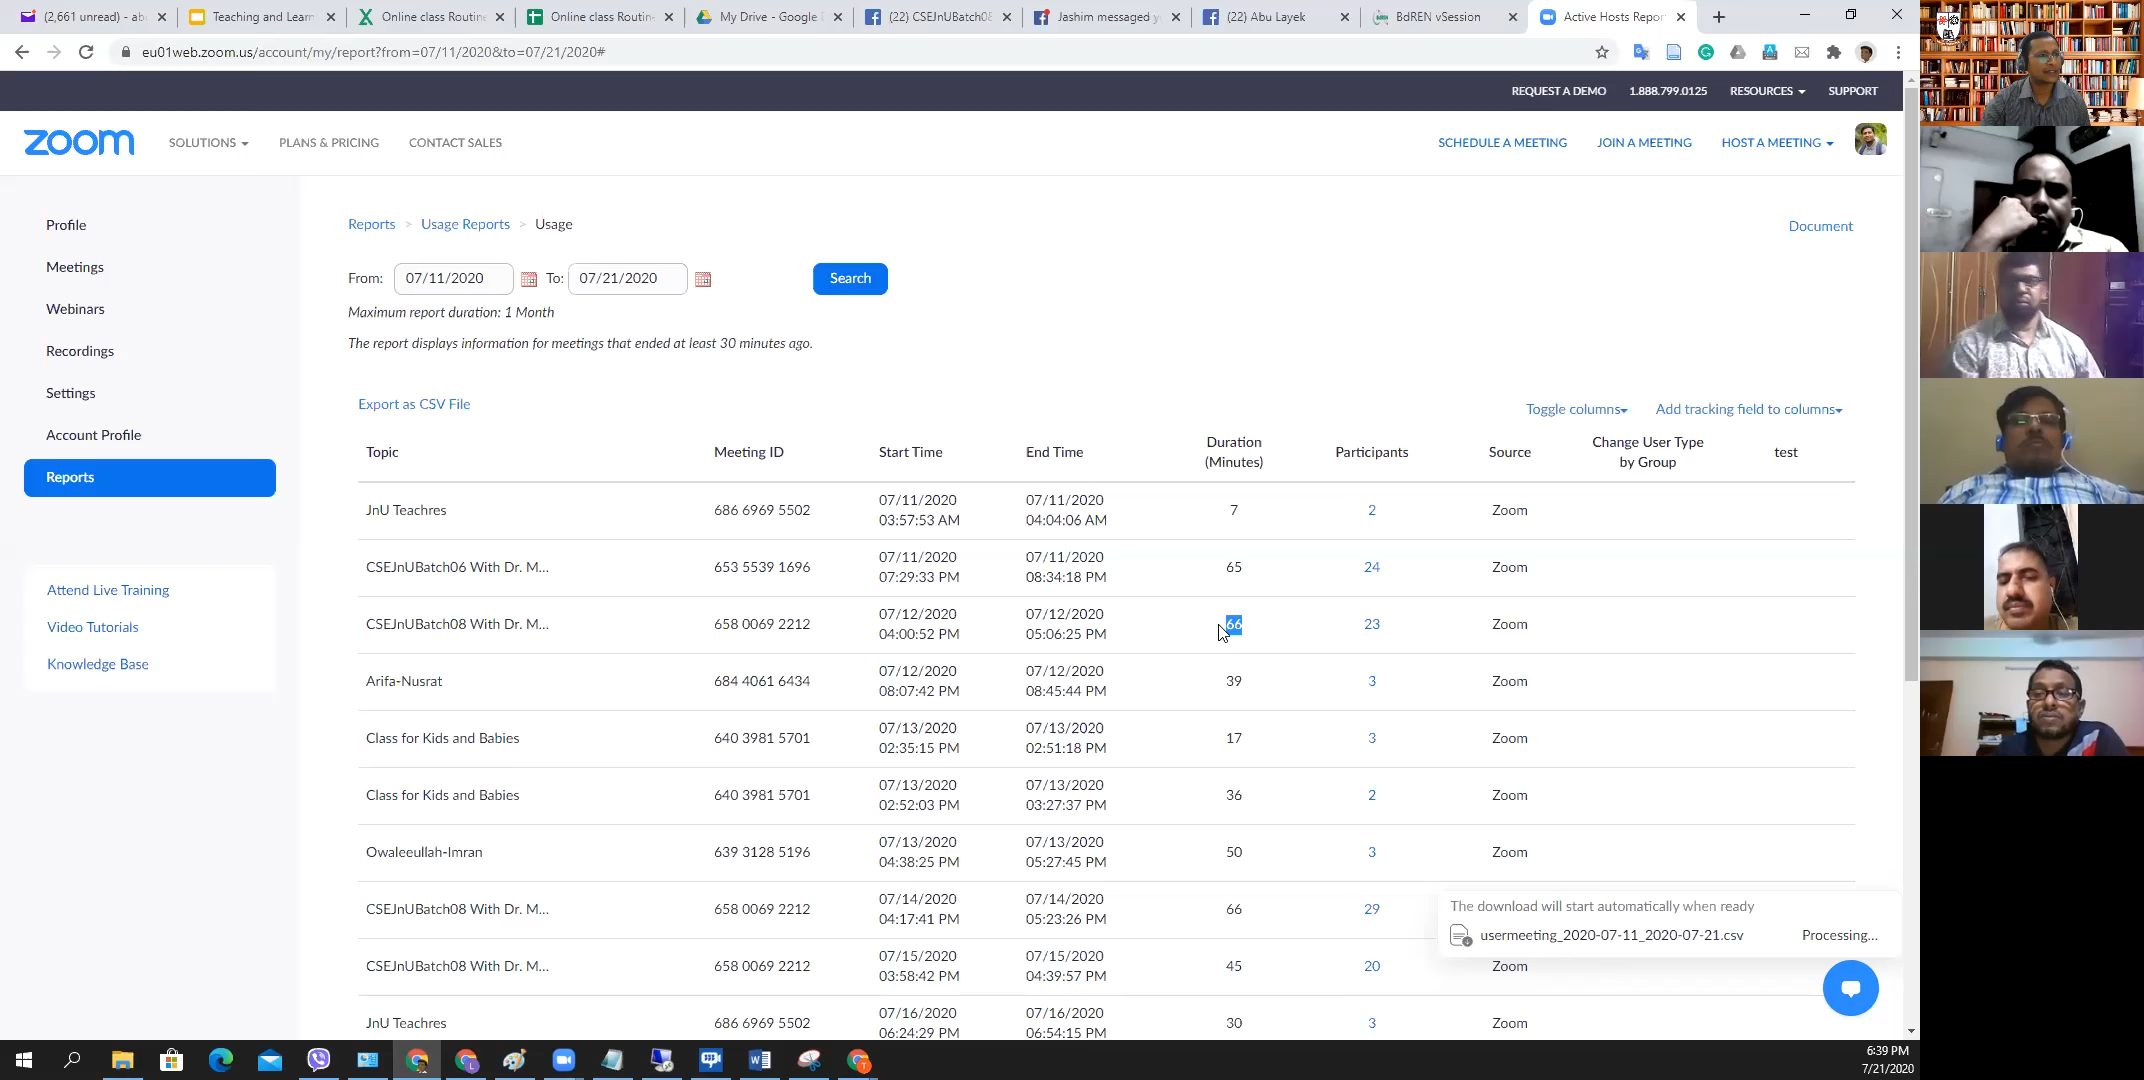 (2,661 unread) - ab
Teaching and Learn
Online class Routine
Online class Routin
My Drive - Google
(22) CSEJnUBatch08
Jashim messaged y
(22) Abu Layek
BdREN vSession
Active Hosts Repor
eu01web.zoom.us/account/my/report?from=07/11/2020&to=07/21/2020#
REQUEST A DEMO 1.888.799.0125 RESOURCES SUPPORT
zoom SOLUTIONS PLANS & PRICING CONTACT SALES SCHEDULE A MEETING JOIN A MEETING HOST A MEETING
Profile
Meetings
Webinars
Recordings
Settings
Account Profile
Reports
Attend Live Training
Video Tutorials
Knowledge Base
Reports > Usage Reports > Usage
Document
From: 07/11/2020 To: 07/21/2020 Search
Maximum report duration: 1 Month
The report displays information for meetings that ended at least 30 minutes ago.
Export as CSV File
Toggle columns Add tracking field to columns
Topic Meeting ID Start Time End Time Duration (Minutes) Participants Source Change User Type by Group test
JnU Teachres 686 6969 5502 07/11/2020 03:57:53 AM 07/11/2020 04:04:06 AM 7 2 Zoom
CSEJnUBatch06 With Dr. M... 653 5539 1696 07/11/2020 07:29:33 PM 07/11/2020 08:34:18 PM 65 24 Zoom
CSEJnUBatch08 With Dr. M... 658 0069 2212 07/12/2020 04:00:52 PM 07/12/2020 05:06:25 PM 66 23 Zoom
Arifa-Nusrat 684 4061 6434 07/12/2020 08:07:42 PM 07/12/2020 08:45:44 PM 39 3 Zoom
Class for Kids and Babies 640 3981 5701 07/13/2020 02:35:15 PM 07/13/2020 02:51:18 PM 17 3 Zoom
Class for Kids and Babies 640 3981 5701 07/13/2020 02:52:03 PM 07/13/2020 03:27:37 PM 36 2 Zoom
Owaleeullah-Imran 639 3128 5196 07/13/2020 04:38:25 PM 07/13/2020 05:27:45 PM 50 3 Zoom
CSEJnUBatch08 With Dr. M... 658 0069 2212 07/14/2020 04:17:41 PM 07/14/2020 05:23:26 PM 66 29
CSEJnUBatch08 With Dr. M... 658 0069 2212 07/15/2020 03:58:42 PM 07/15/2020 04:39:57 PM 45 20 Zoom
JnU Teachres 686 6969 5502 07/16/2020 06:24:29 PM 07/16/2020 06:54:15 PM 30 3 Zoom
The download will start automatically when ready
usermeeting_2020-07-11_2020-07-21.csv Processing...
6:39 PM
7/21/2020